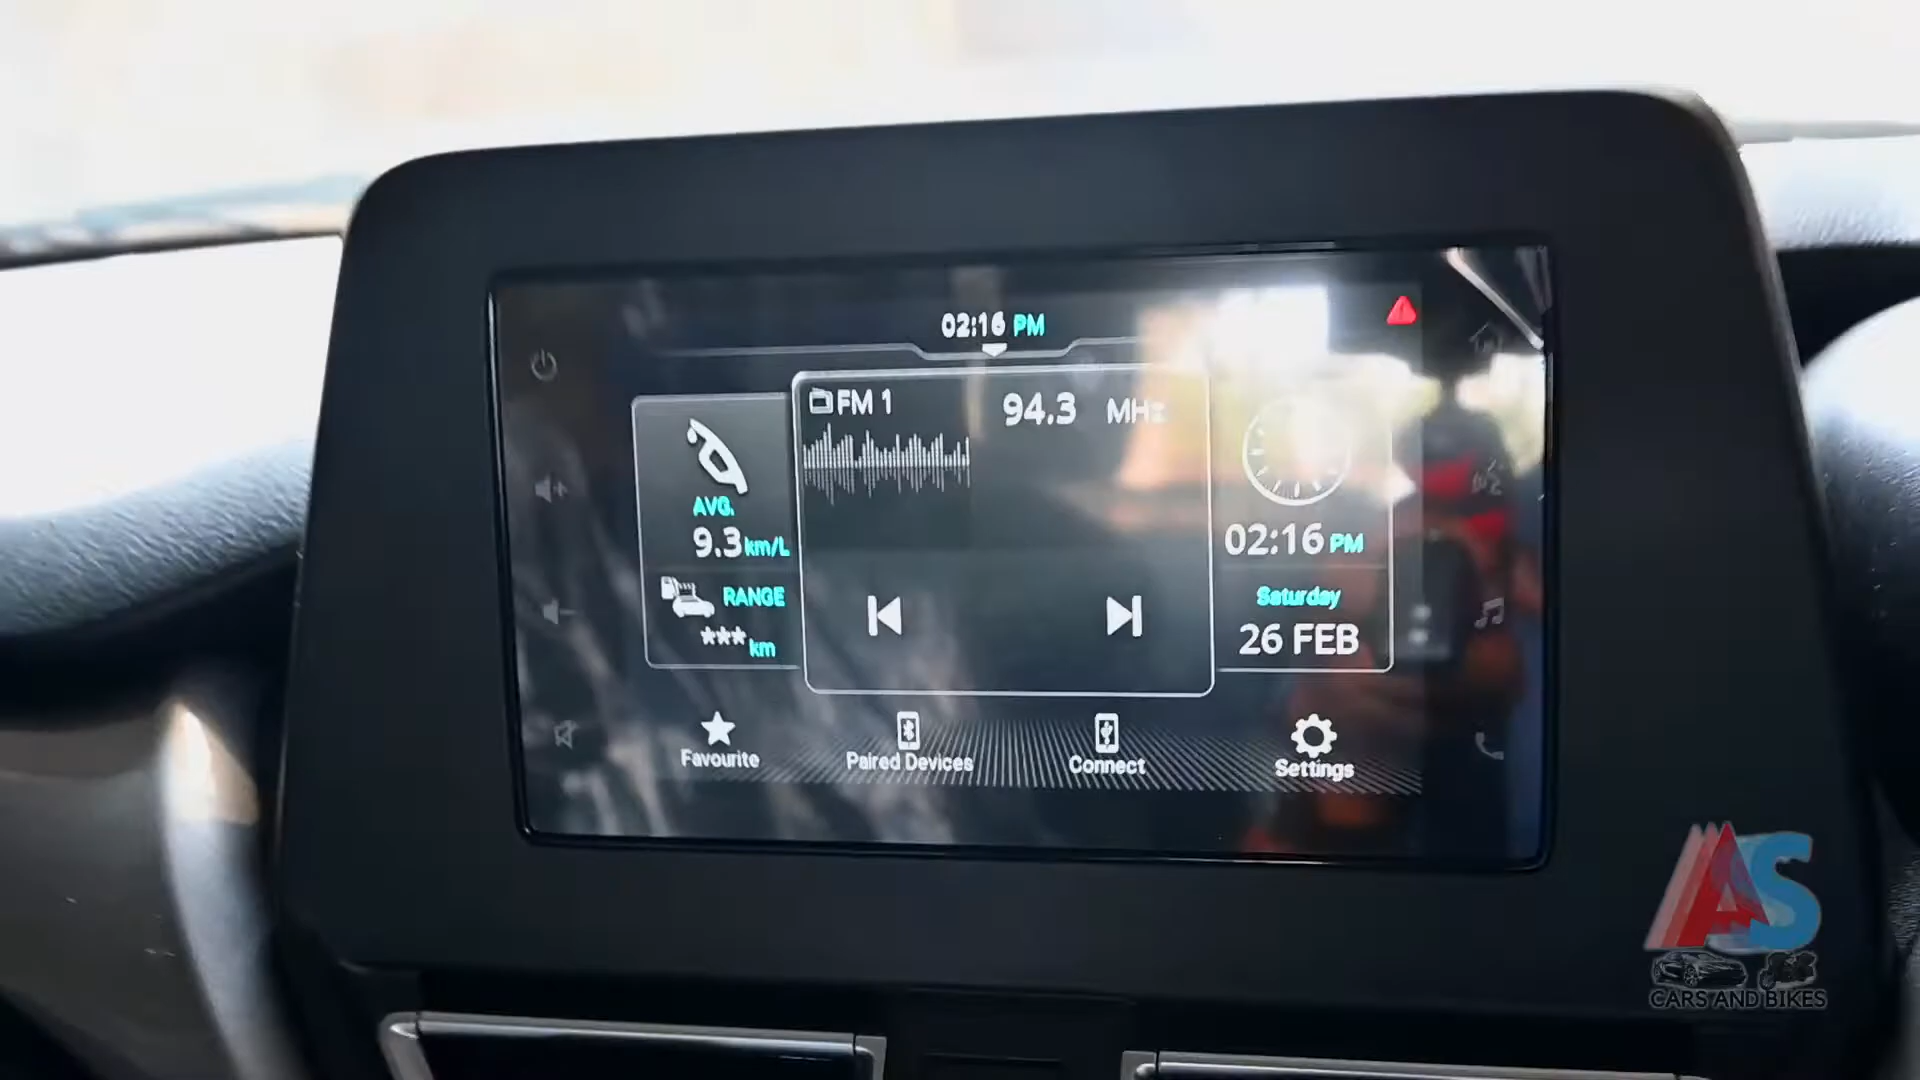 02:16 PM
FM 1
94.3 MHz
AVG.
9.3 km/L
RANGE
*** km
02:16 PM
Saturday
26 FEB
Favourite
Paired Devices
Connect
Settings
AS
CARS AND BIKES